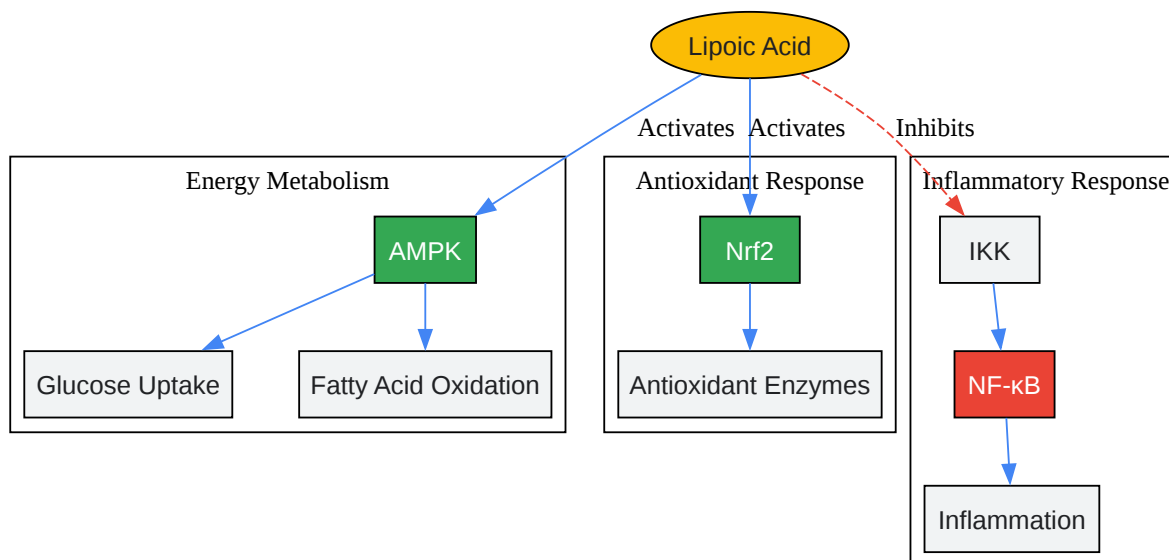 Lipoic Acid
Activates
Activates
Inhibits
Energy Metabolism
Antioxidant Response
Inflammatory Response
AMPK
Nrf2
IKK
Glucose Uptake
Fatty Acid Oxidation
Antioxidant Enzymes
NF-κB
Inflammation